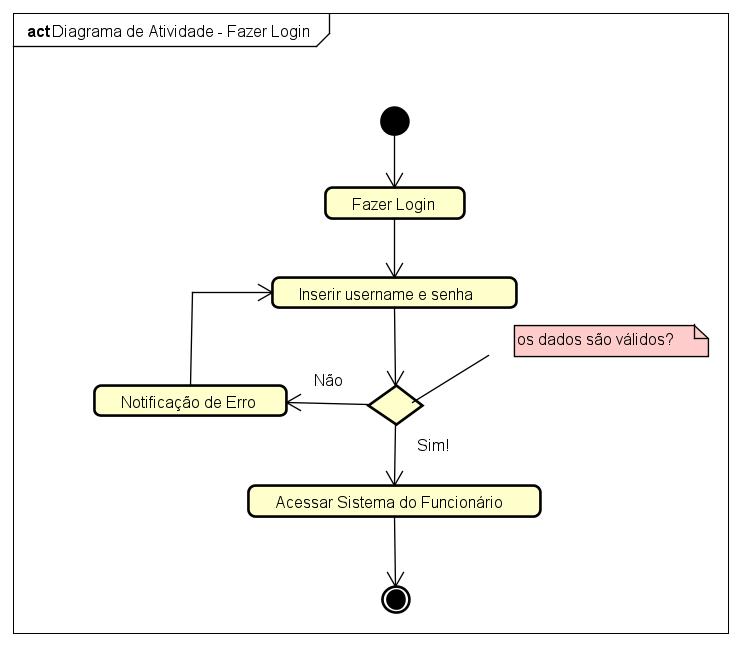 act Diagrama de Atividade - Fazer Login
Fazer Login
Inserir username e senha
os dados são válidos?
Não
Notificação de Erro
Sim!
Acessar Sistema do Funcionário